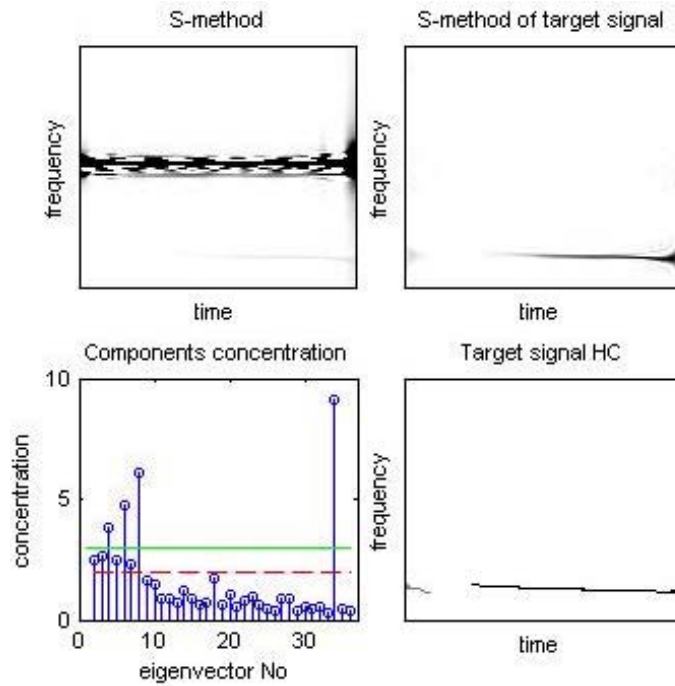 S-method
frequency
time
S-method of target signal
frequency
time
Components concentration
concentration
10
5
0
0
10
20
30
eigenvector No
Target signal HC
frequency
time